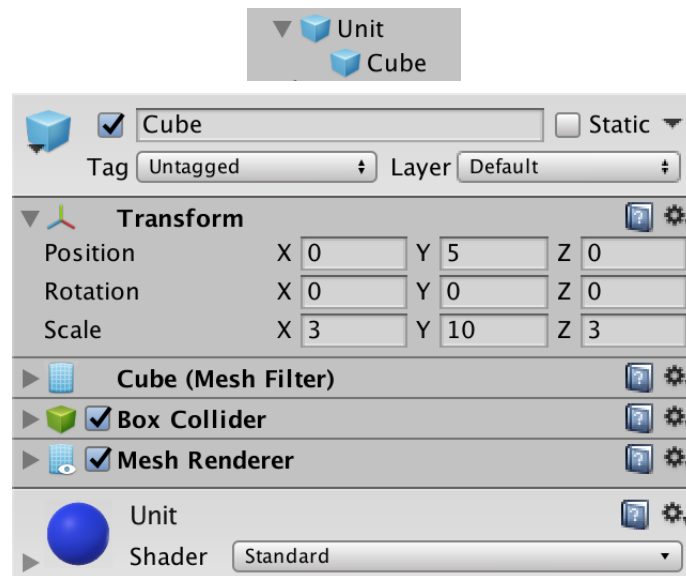 Unit
Cube
Cube Static
Tag Untagged Layer Default
Transform
Position X 0 Y 5 Z 0
Rotation X 0 Y 0 Z 0
Scale X 3 Y 10 Z 3
Cube (Mesh Filter)
Box Collider
Mesh Renderer
Unit
Shader Standard